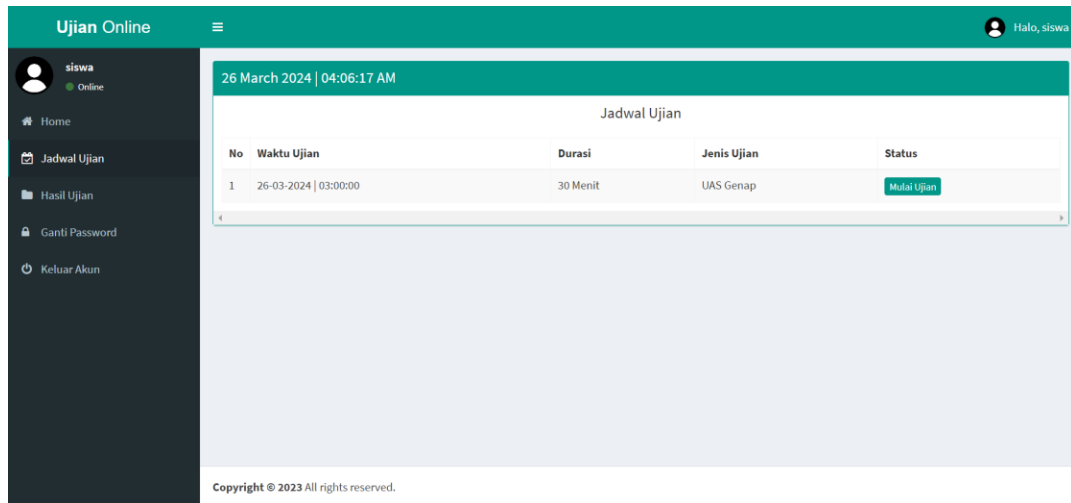 Ujian Online
Halo, siswa
siswa
Online
Home
Jadwal Ujian
Hasil Ujian
Ganti Password
Keluar Akun
26 March 2024 | 04:06:17 AM
Jadwal Ujian
No Waktu Ujian Durasi Jenis Ujian Status
1 26-03-2024 | 03:00:00 30 Menit UAS Genap Mulai Ujian
Copyright © 2023 All rights reserved.